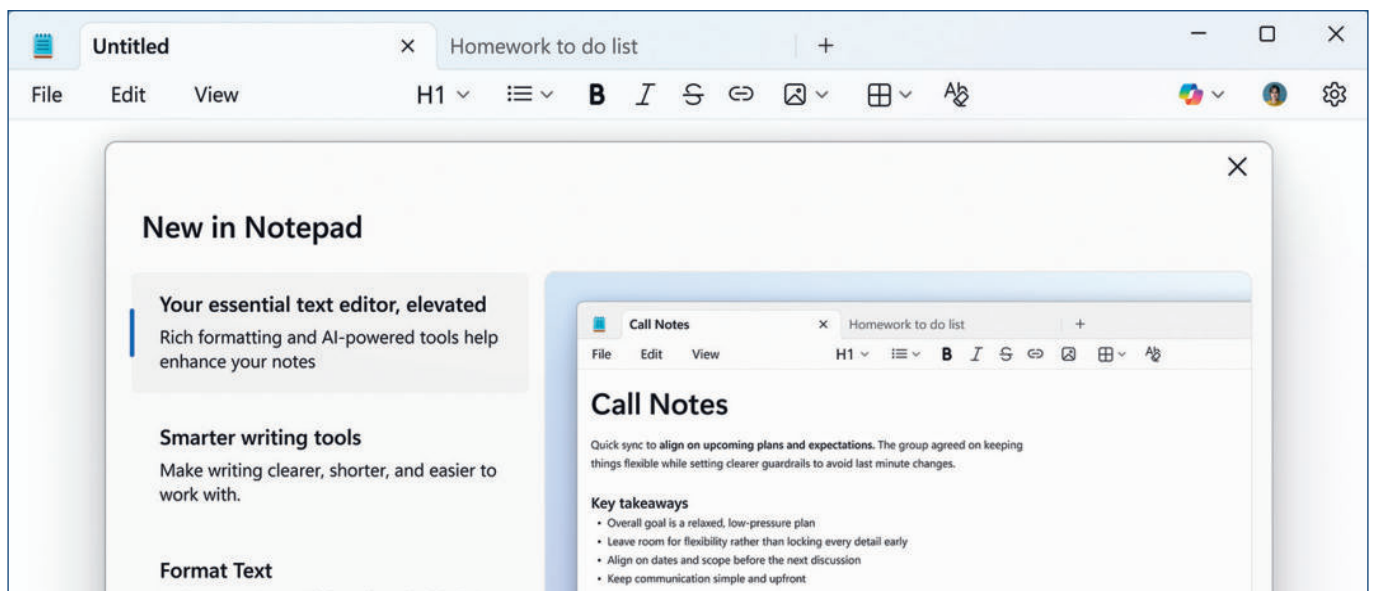 Untitled
Homework to do list
File Edit View H1 B I S
New in Notepad
Your essential text editor, elevated
Rich formatting and AI-powered tools help
enhance your notes
Smarter writing tools
Make writing clearer, shorter, and easier to
work with.
Format Text
Call Notes
Homework to do list
File Edit View H1 B I S
Call Notes
Quick sync to align on upcoming plans and expectations. The group agreed on keeping
things flexible while setting clearer guardrails to avoid last minute changes.
Key takeaways
• Overall goal is a relaxed, low-pressure plan
• Leave room for flexibility rather than locking every detail early
• Align on dates and scope before the next discussion
• Keep communication simple and upfront